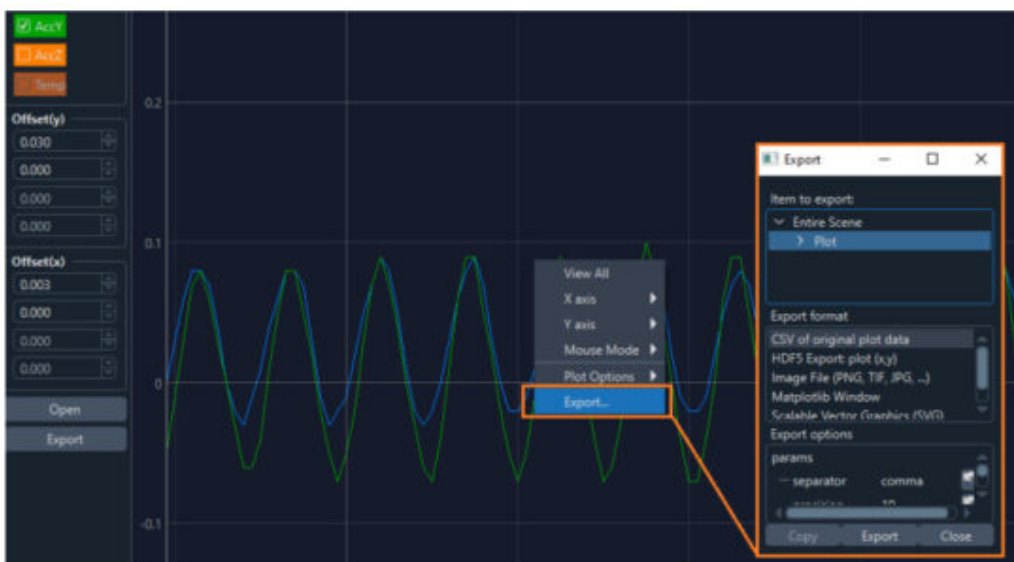 AccY
AccZ
Temp
Offset(y)
0.030
0.000
0.000
0.000
Offset(x)
0.003
0.000
0.000
0.000
Open
Export
0.2
0.1
0
-0.1
View All
X axis
Y axis
Mouse Mode
Plot Options
Export...
Export
Item to export:
Entire Scene
Plot
Export format
CSV of original plot data
HDF5 Export: plot (x,y)
Image File (PNG, TIF, JPG, ...)
Matplotlib Window
Scalable Vector Graphics (SVG)
Export options
params
separator comma
precision 10
Copy Export Close